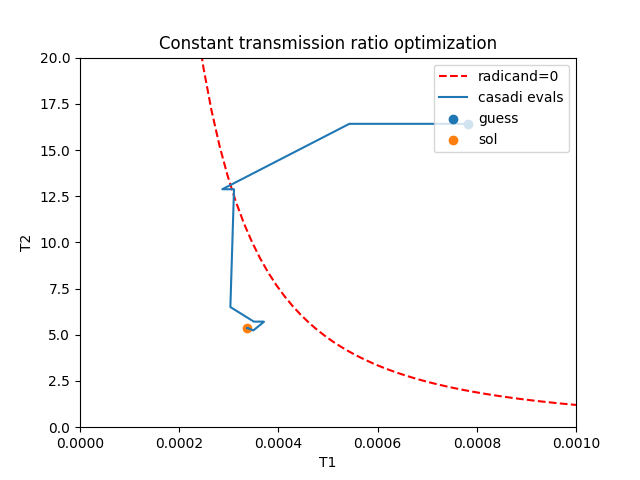 Constant transmission ratio optimization
20.0
17.5
15.0
12.5
10.0
7.5
5.0
2.5
0.0
T2
radicand=0
casadi evals
guess
sol
0.0000
0.0002
0.0004
0.0006
0.0008
0.0010
T1